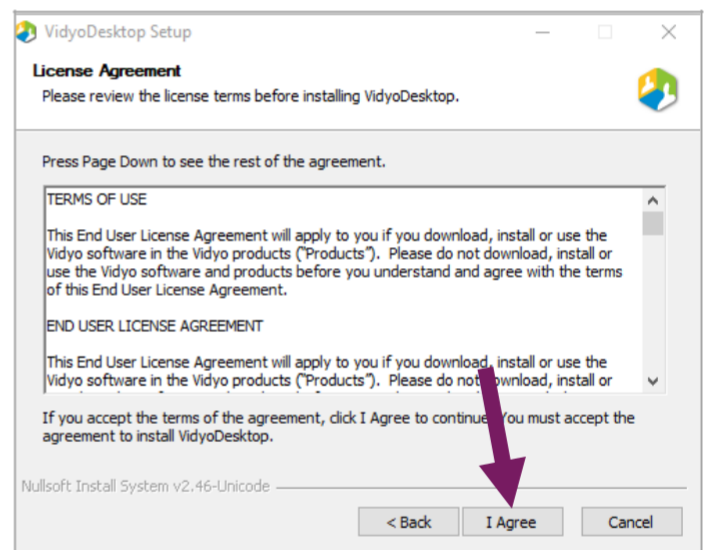 VidyoDesktop Setup
License Agreement
Please review the license terms before installing VidyoDesktop.
Press Page Down to see the rest of the agreement.
TERMS OF USE
This End User License Agreement will apply to you if you download, install or use the
Vidyo software in the Vidyo products ("Products"). Please do not download, install or
use the Vidyo software and products before you understand and agree with the terms
of this End User License Agreement.
END USER LICENSE AGREEMENT
This End User License Agreement will apply to you if you download, install or use the
Vidyo software in the Vidyo products ("Products"). Please do not download, install or
If you accept the terms of the agreement, click I Agree to continue. You must accept the
agreement to install VidyoDesktop.
Nullsoft Install System v2.46-Unicode
< Back I Agree Cancel